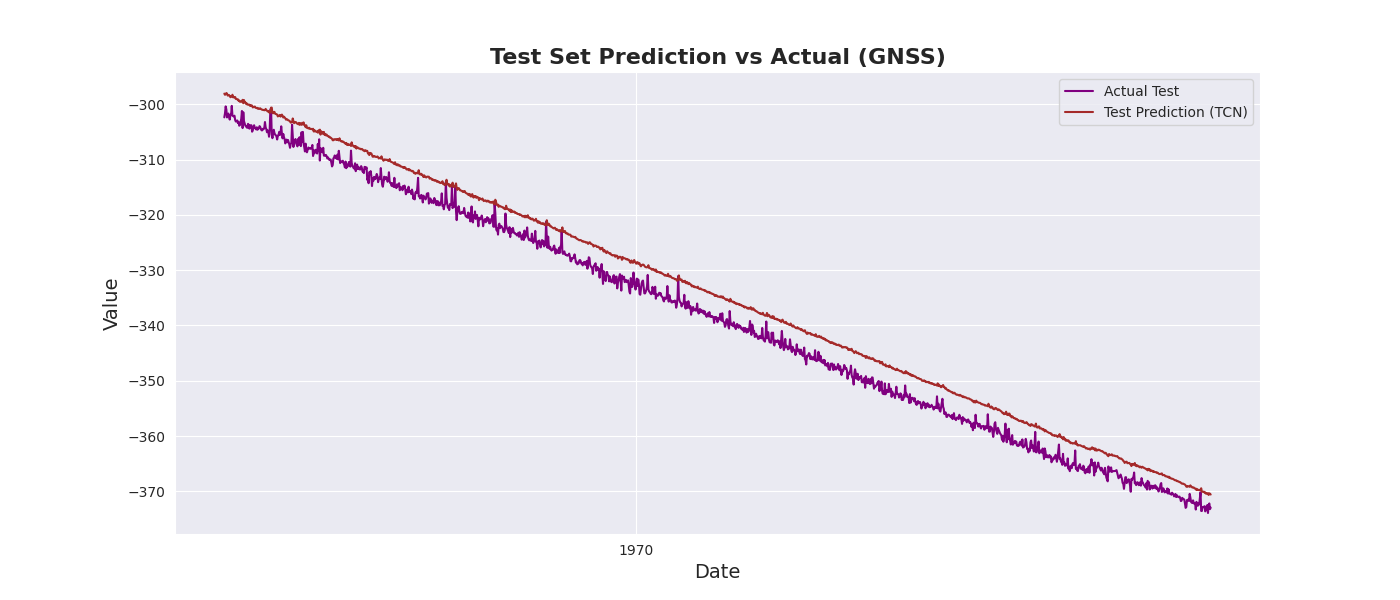 Test Set Prediction vs Actual (GNSS)
Actual Test
Test Prediction (TCN)
−300
−310
−320
−330
−340
−350
−360
−370
Value
1970
Date